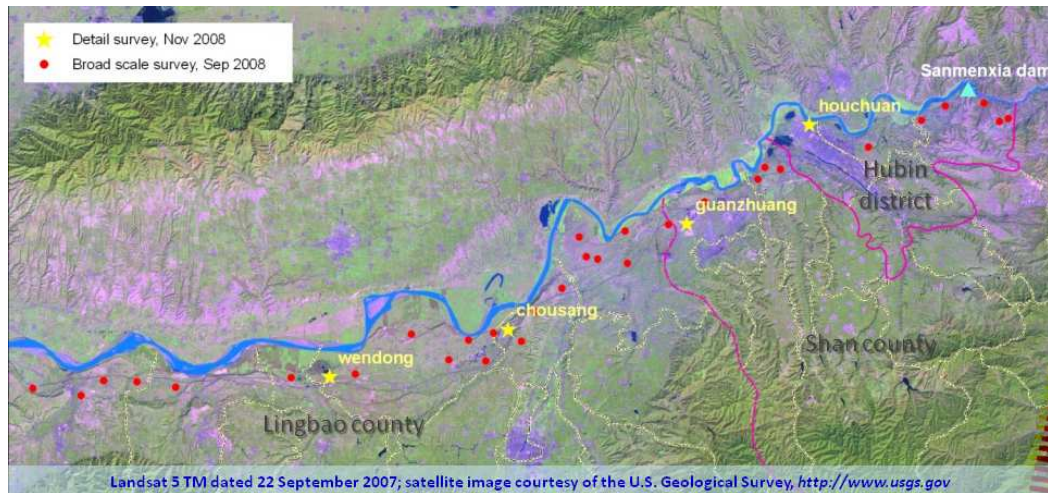 Detail survey, Nov 2008
Broad scale survey, Sep 2008
Sanmenxia dam
houchuan
Hubin
district
guanzhuang
chousang
Shan county
wendong
Lingbao county
Landsat 5 TM dated 22 September 2007; satellite image courtesy of the U.S. Geological Survey, http://www.usgs.gov